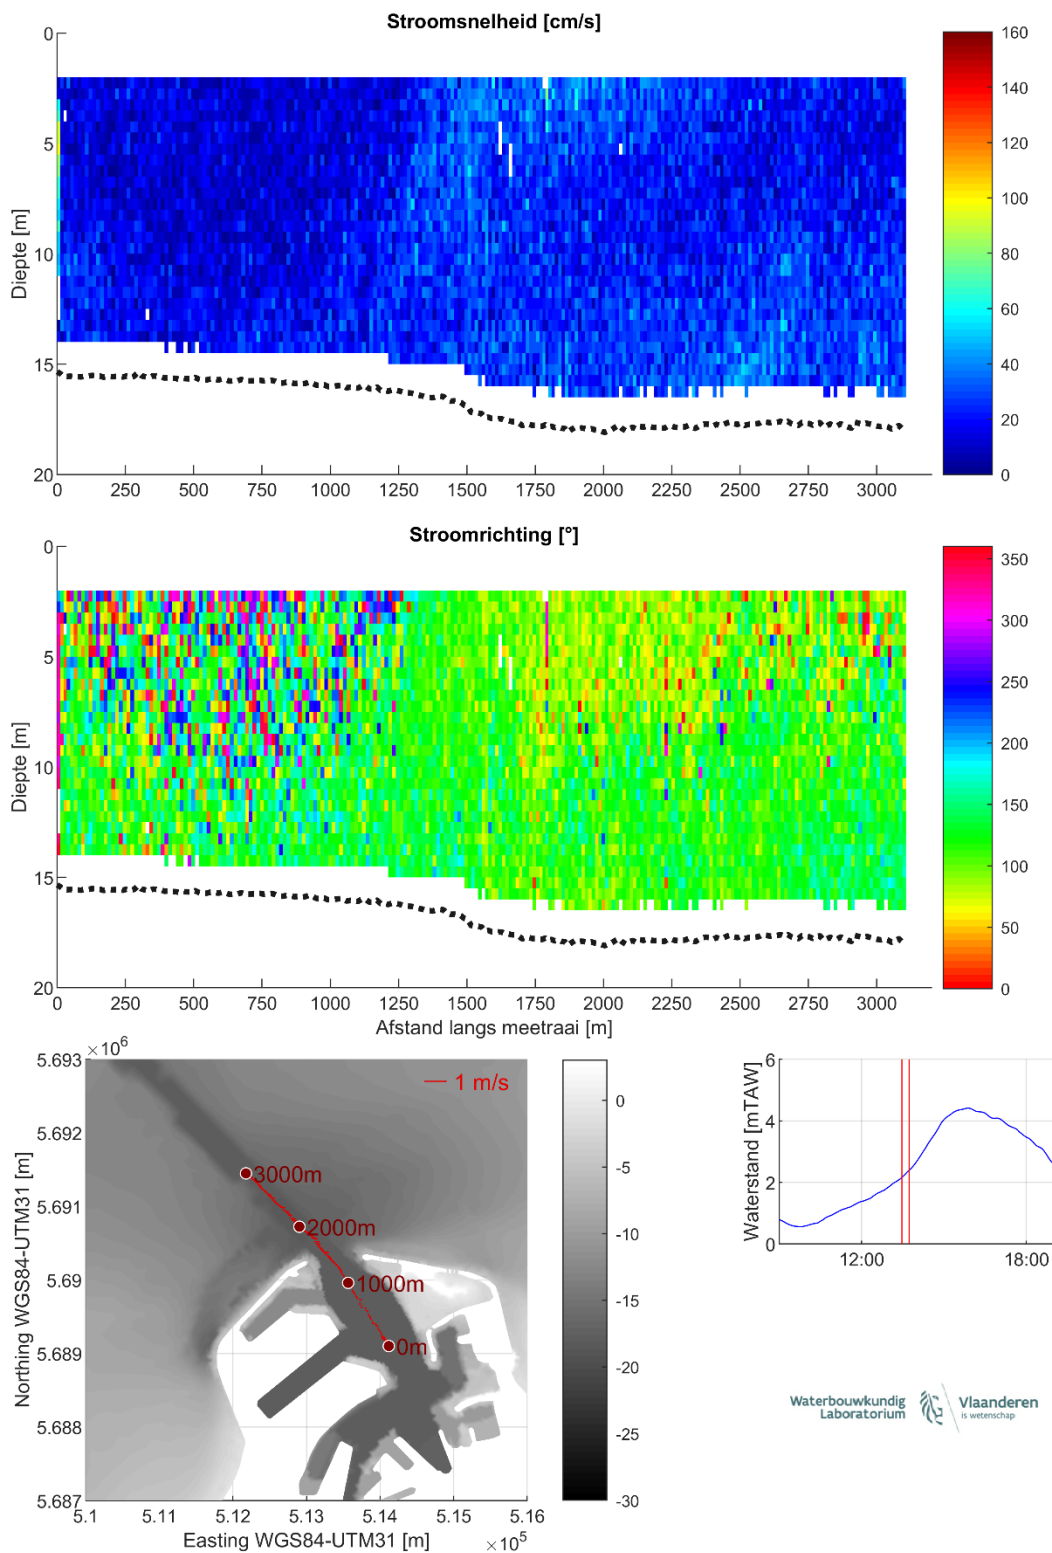 Stroomsnelheid [cm/s]
0
5
10
15
20
Diepte [m]
0 250 500 750 1000 1250 1500 1750 2000 2250 2500 2750 3000
160
140
120
100
80
60
40
20
0
Stroomrichting [°]
0
5
10
15
20
Diepte [m]
0 250 500 750 1000 1250 1500 1750 2000 2250 2500 2750 3000
Afstand langs meetraai [m]
350
300
250
200
150
100
50
0
×10⁶
5.693
5.692
5.691
5.69
5.689
5.688
5.687
Northing WGS84-UTM31 [m]
1 m/s
3000m
2000m
1000m
0m
5.1 5.11 5.12 5.13 5.14 5.15 5.16
Easting WGS84-UTM31 [m]
×10⁵
0
-5
-10
-15
-20
-25
-30
Waterstand [mTAW]
6
4
2
0
12:00 18:00
Waterbouwkundig
Laboratorium
Vlaanderen
is wetenschap